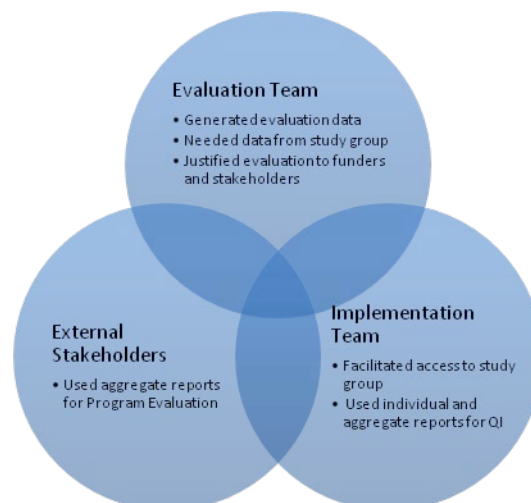 Evaluation Team
• Generated evaluation data
• Needed data from study group
• Justified evaluation to funders
and stakeholders
External
Stakeholders
• Used aggregate reports
for Program Evaluation
Implementation
Team
• Facilitated access to study
group
• Used individual and
aggregate reports for QI